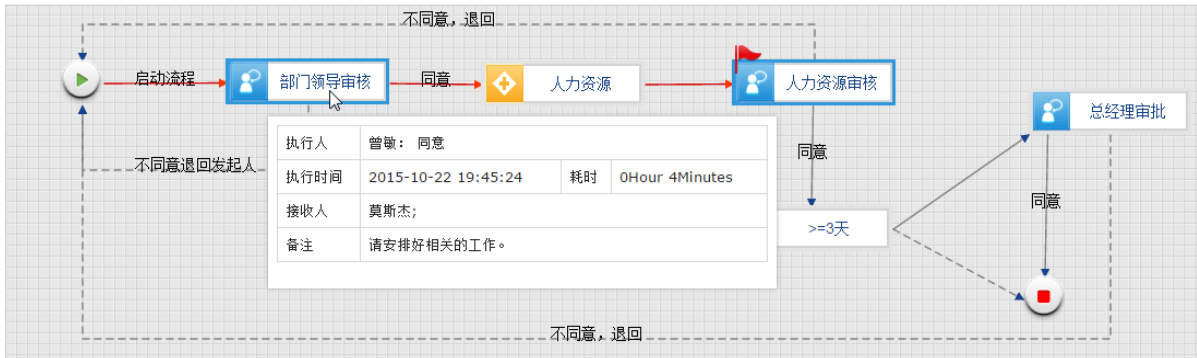 不同意，退回
启动流程
部门领导审核
同意
人力资源
人力资源审核
总经理审批
不同意退回发起人
执行人 曾敏： 同意
执行时间 2015-10-22 19:45:24 耗时 0Hour 4Minutes
接收人 莫斯杰;
备注 请安排好相关的工作。
同意
>=3天
同意
不同意，退回